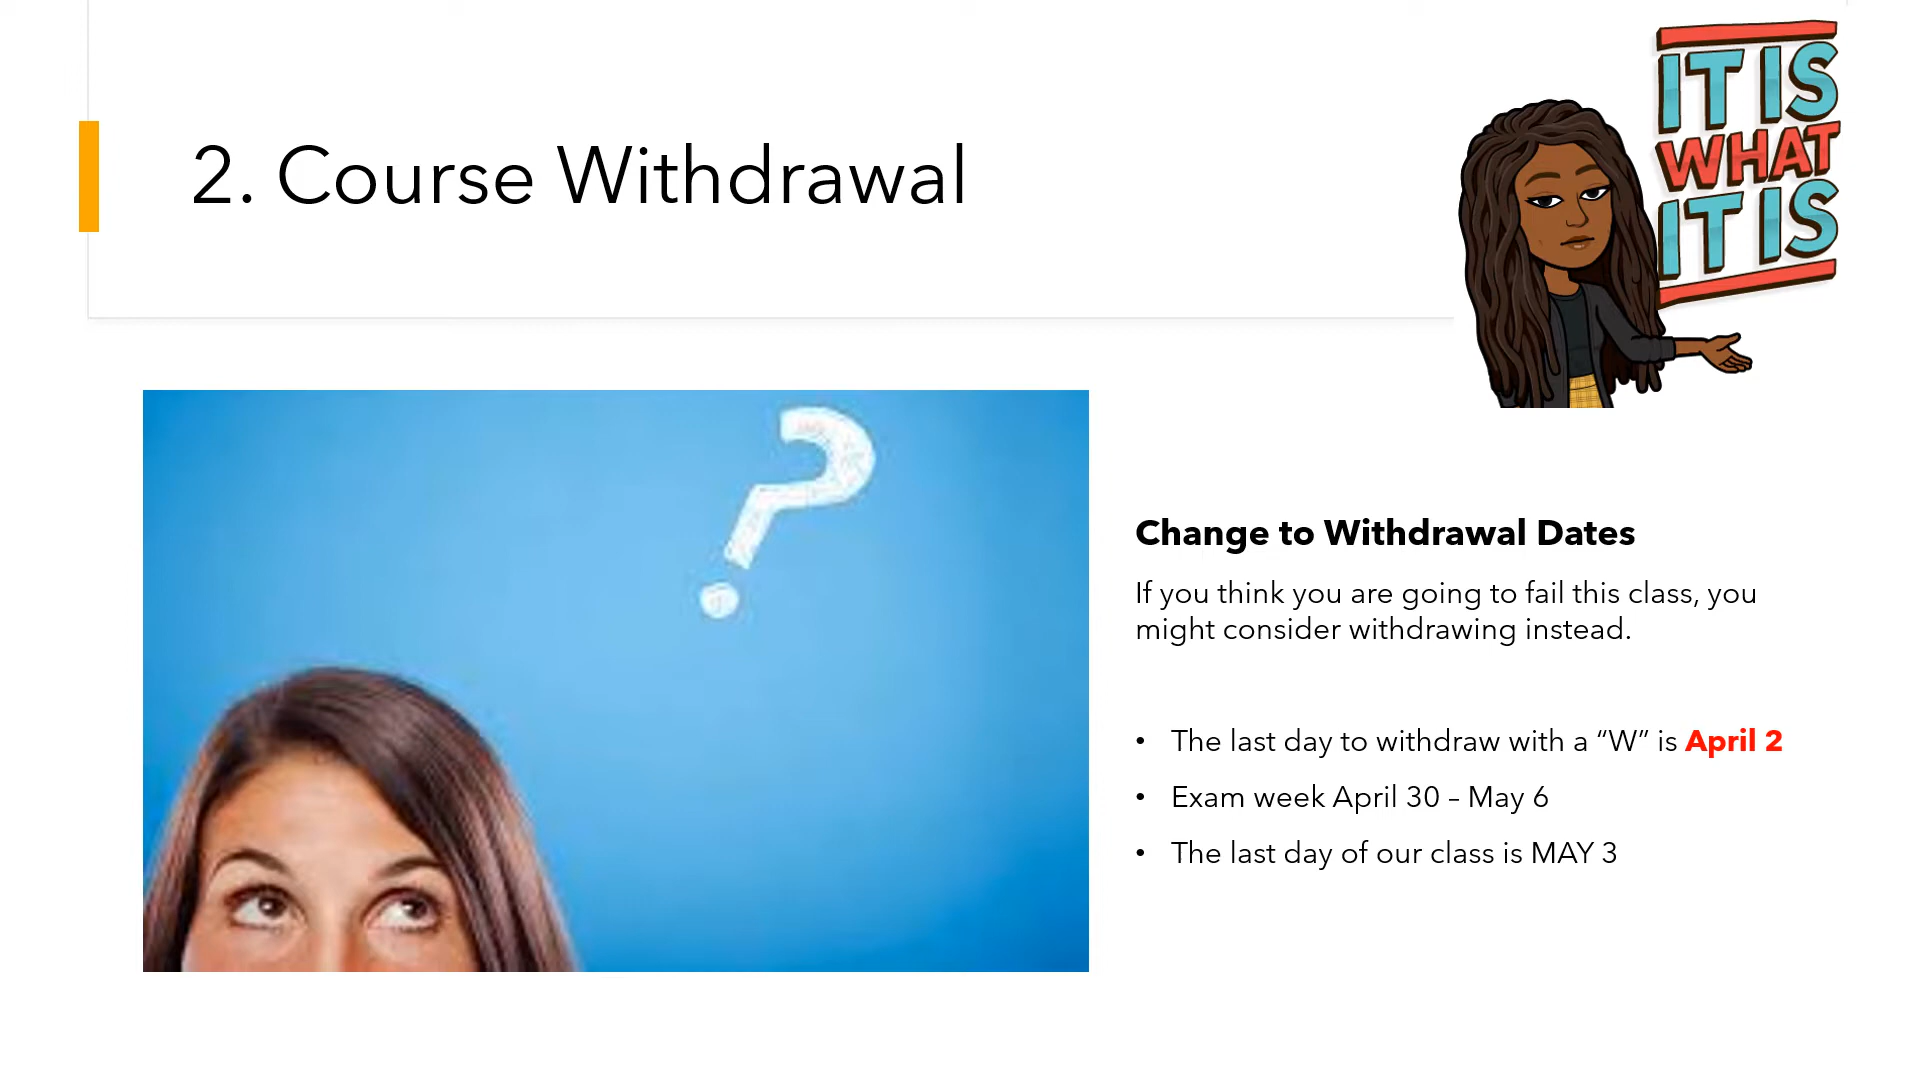 2. Course Withdrawal
IT IS
WHAT
IT IS
?
Change to Withdrawal Dates
If you think you are going to fail this class, you
might consider withdrawing instead.
• The last day to withdraw with a “W” is April 2
• Exam week April 30 – May 6
• The last day of our class is MAY 3